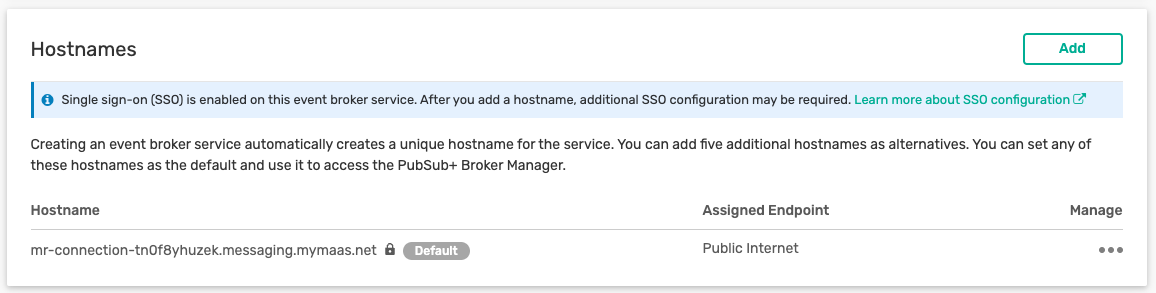 Hostnames
Add
Single sign-on (SSO) is enabled on this event broker service. After you add a hostname, additional SSO configuration may be required. Learn more about SSO configuration
Creating an event broker service automatically creates a unique hostname for the service. You can add five additional hostnames as alternatives. You can set any of
these hostnames as the default and use it to access the PubSub+ Broker Manager.
Hostname Assigned Endpoint Manage
mr-connection-tn0f8yhuzek.messaging.mymaas.net Default Public Internet